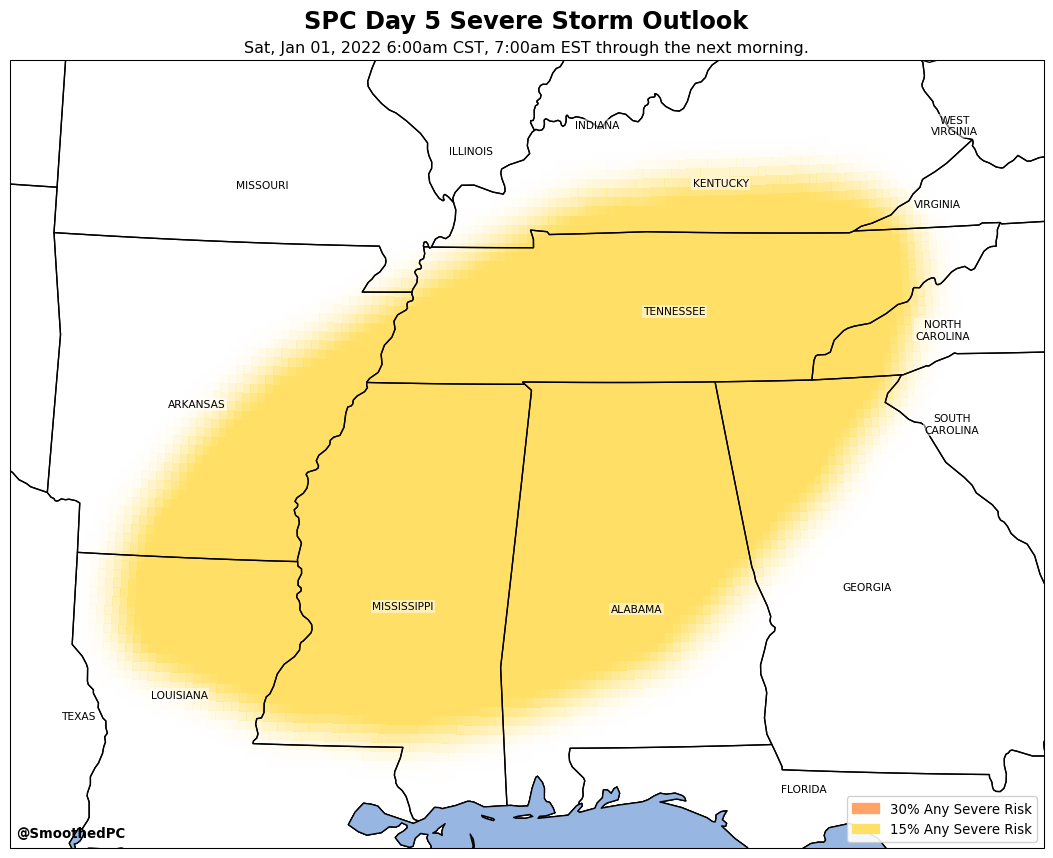 SPC Day 5 Severe Storm Outlook
Sat, Jan 01, 2022 6:00am CST, 7:00am EST through the next morning.
WEST
VIRGINIA
INDIANA
ILLINOIS
MISSOURI
KENTUCKY
VIRGINIA
TENNESSEE
NORTH
CAROLINA
ARKANSAS
SOUTH
CAROLINA
GEORGIA
MISSISSIPPI
ALABAMA
LOUISIANA
TEXAS
FLORIDA
30% Any Severe Risk
15% Any Severe Risk
@SmoothedPC